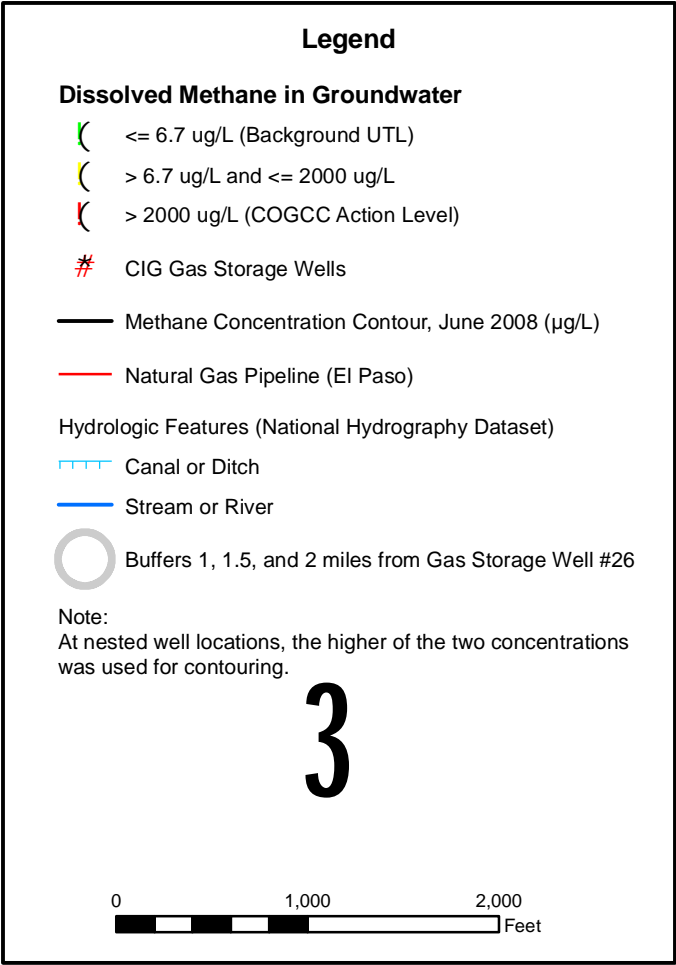 Legend
Dissolved Methane in Groundwater
!( <= 6.7 ug/L (Background UTL)
!( > 6.7 ug/L and <= 2000 ug/L
!( > 2000 ug/L (COGCC Action Level)
#* CIG Gas Storage Wells
Methane Concentration Contour, June 2008 (µg/L)
Natural Gas Pipeline (El Paso)
Hydrologic Features (National Hydrography Dataset)
Canal or Ditch
Stream or River
Buffers 1, 1.5, and 2 miles from Gas Storage Well #26
Note:
At nested well locations, the higher of the two concentrations
was used for contouring.
3
0 1,000 2,000
Feet